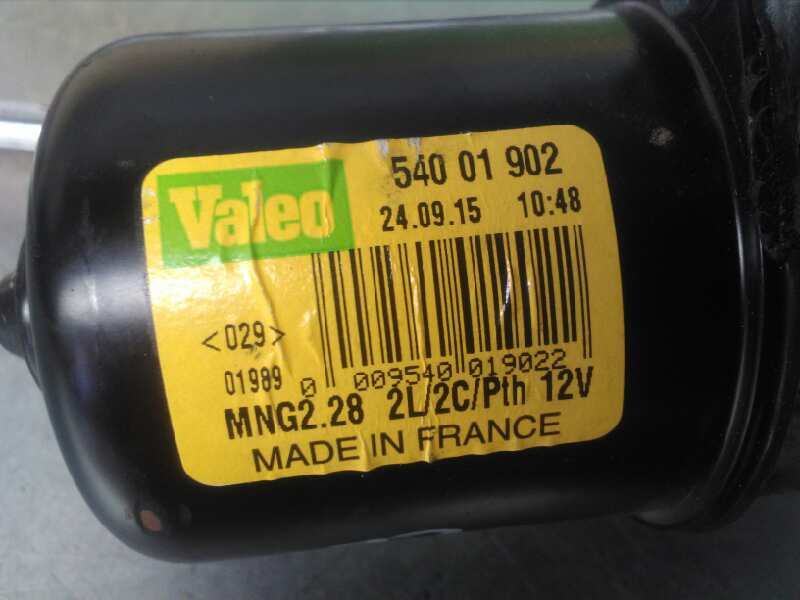 Valeo
540 01 902
24.09.15 10:48
<029>
01989
0 009540 019022
MNG2.28 2L/2C/Pth 12V
MADE IN FRANCE